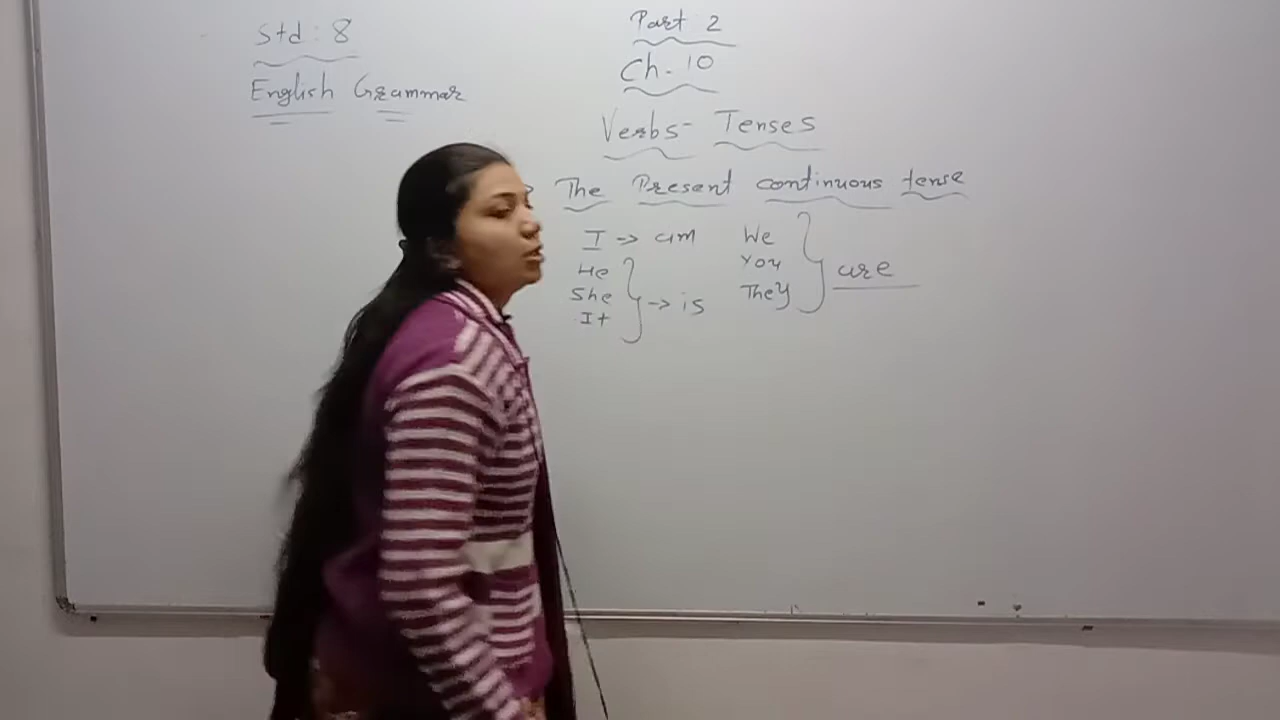 Std: 8
English Grammar
Part 2
Ch. 10
Verbs- Tenses
The Present continuous tense
I → am
He
She
It
→ is
We
You
They
are